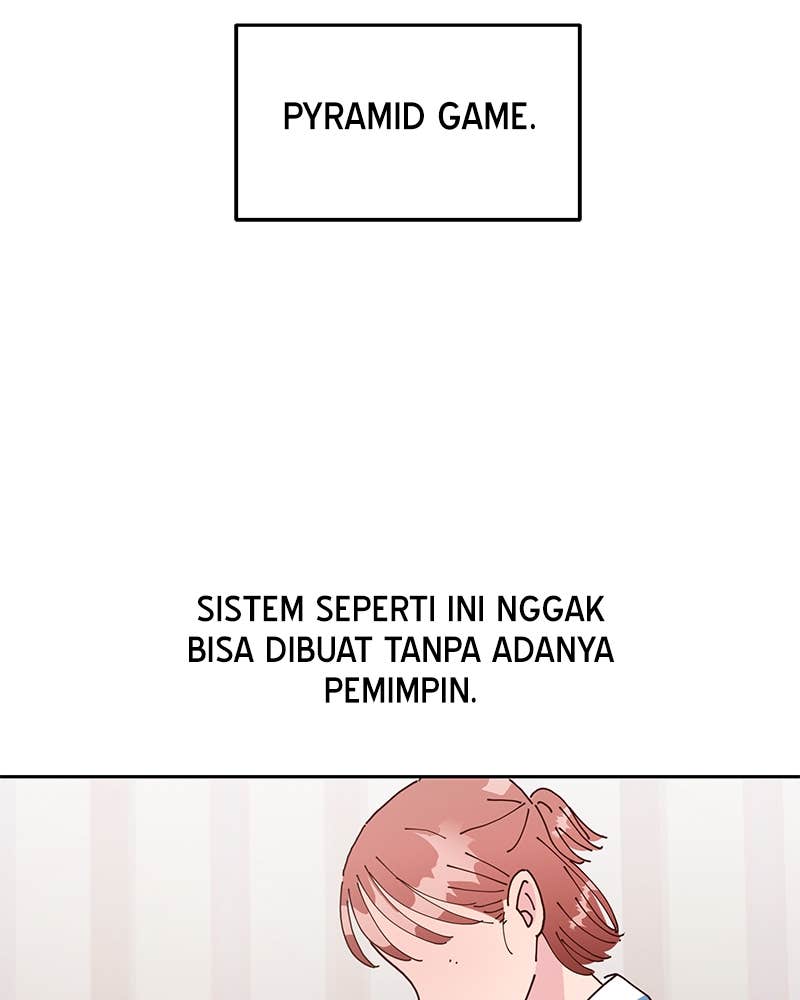 PYRAMID GAME.
SISTEM SEPERTI INI NGGAK
BISA DIBUAT TANPA ADANYA
PEMIMPIN.